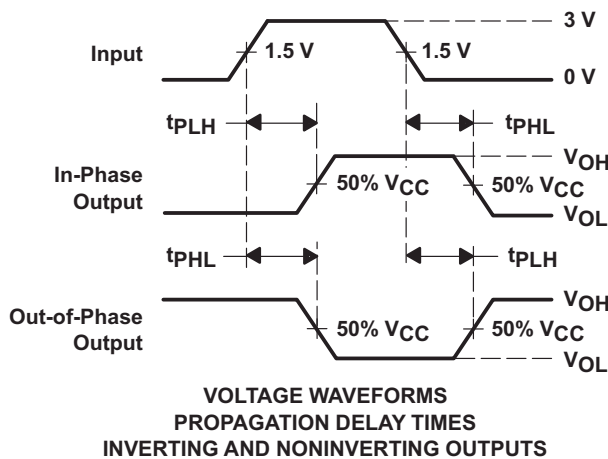 3 V
Input
1.5 V
1.5 V
0 V
tPLH
tPHL
In-Phase
Output
VOH
50% VCC
50% VCC
VOL
tPHL
tPLH
Out-of-Phase
Output
VOH
50% VCC
50% VCC
VOL
VOLTAGE WAVEFORMS
PROPAGATION DELAY TIMES
INVERTING AND NONINVERTING OUTPUTS